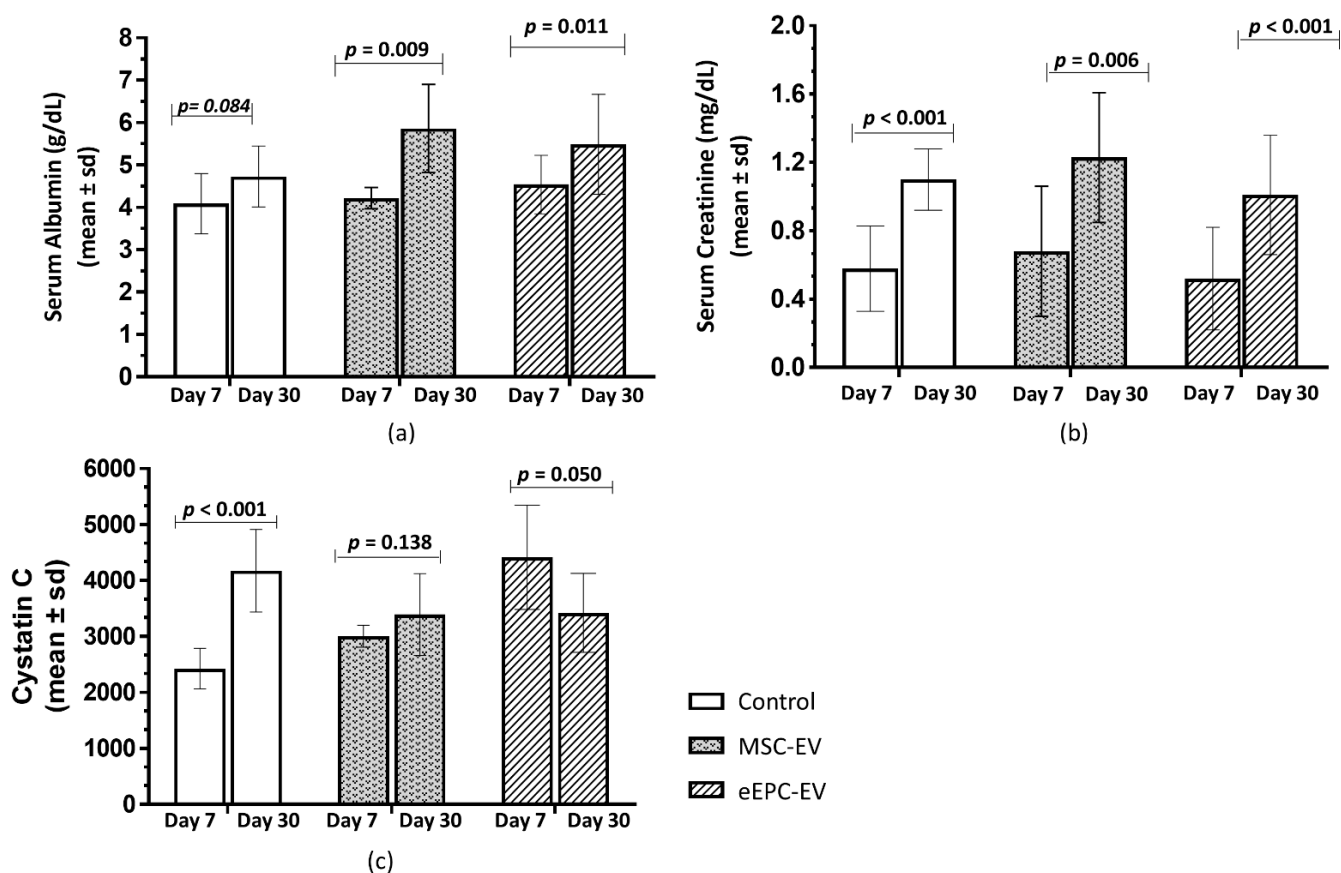 Serum Albumin (g/dL)
(mean ± sd)
8
7
6
5
4
3
2
1
0
p= 0.084
p = 0.009
p = 0.011
Day 7 Day 30 Day 7 Day 30 Day 7 Day 30
(a)
Serum Creatinine (mg/dL)
(mean ± sd)
2.0
1.6
1.2
0.8
0.4
0.0
p < 0.001
p = 0.006
p < 0.001
Day 7 Day 30 Day 7 Day 30 Day 7 Day 30
(b)
Cystatin C
(mean ± sd)
6000
5000
4000
3000
2000
1000
0
p < 0.001
p = 0.138
p = 0.050
Day 7 Day 30 Day 7 Day 30 Day 7 Day 30
(c)
Control
MSC-EV
eEPC-EV